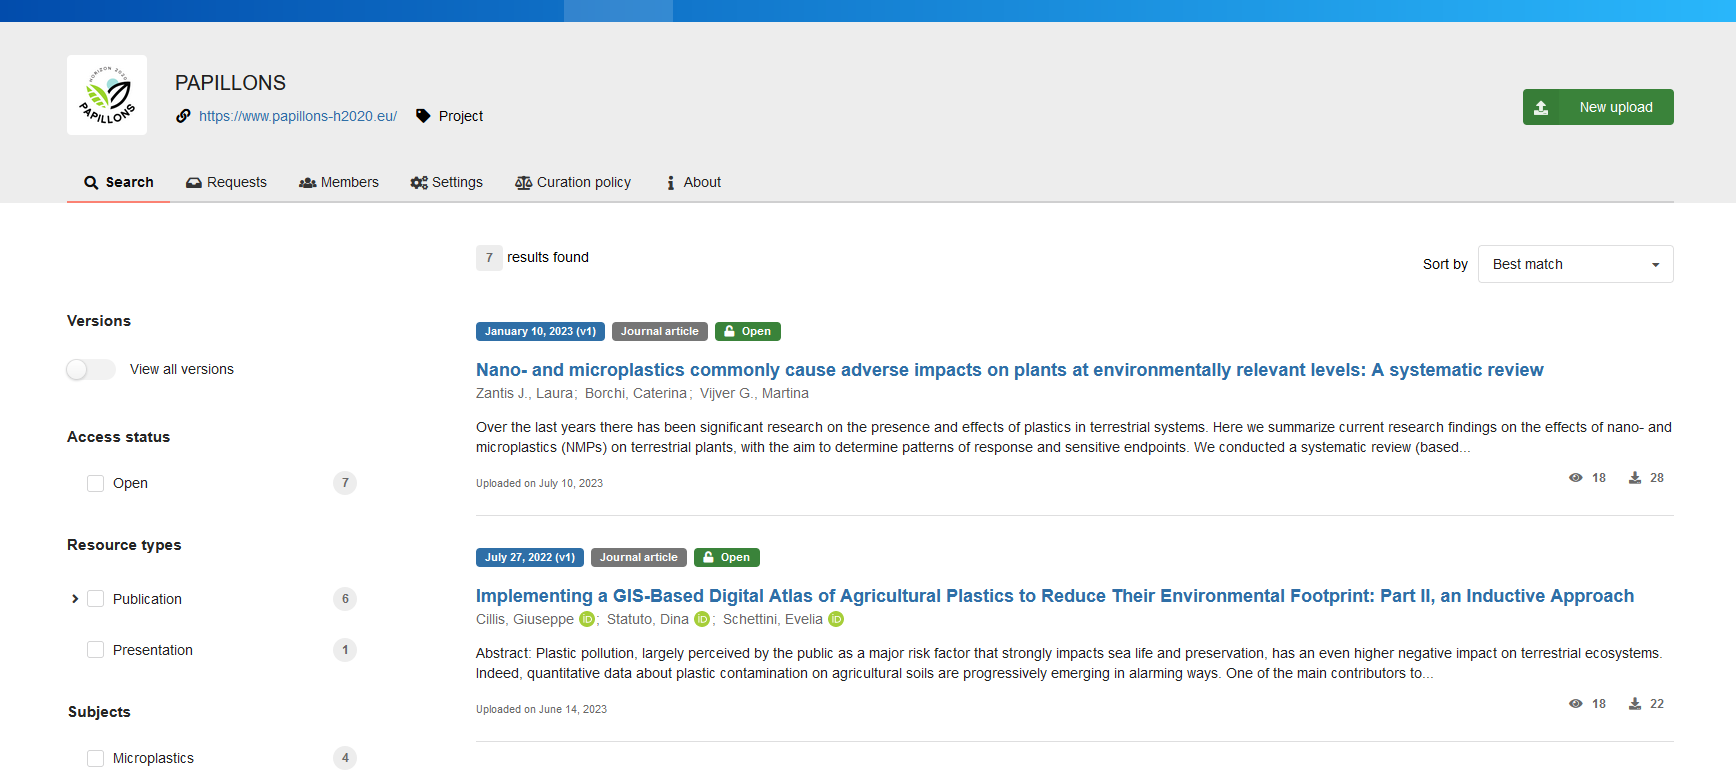 HORIZON 2020
PAPILLONS
PAPILLONS
https://www.papillons-h2020.eu/ Project
New upload
Search Requests Members Settings Curation policy About
7 results found
Sort by Best match
Versions
View all versions
Access status
Open 7
Resource types
Publication 6
Presentation 1
Subjects
Microplastics 4
January 10, 2023 (v1) Journal article Open
Nano- and microplastics commonly cause adverse impacts on plants at environmentally relevant levels: A systematic review
Zantis J., Laura; Borchi, Caterina; Vijver G., Martina
Over the last years there has been significant research on the presence and effects of plastics in terrestrial systems. Here we summarize current research findings on the effects of nano- and
microplastics (NMPs) on terrestrial plants, with the aim to determine patterns of response and sensitive endpoints. We conducted a systematic review (based...
Uploaded on July 10, 2023
18 28
July 27, 2022 (v1) Journal article Open
Implementing a GIS-Based Digital Atlas of Agricultural Plastics to Reduce Their Environmental Footprint: Part II, an Inductive Approach
Cillis, Giuseppe iD; Statuto, Dina iD; Schettini, Evelia iD
Abstract: Plastic pollution, largely perceived by the public as a major risk factor that strongly impacts sea life and preservation, has an even higher negative impact on terrestrial ecosystems.
Indeed, quantitative data about plastic contamination on agricultural soils are progressively emerging in alarming ways. One of the main contributors to...
Uploaded on June 14, 2023
18 22